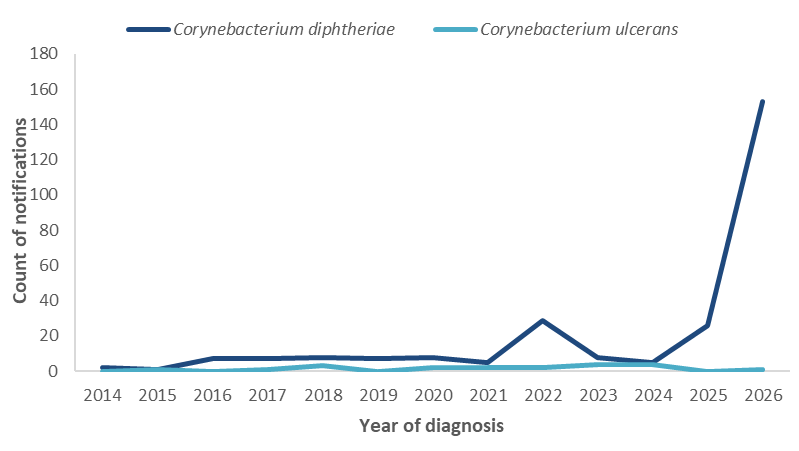 Corynebacterium diphtheriae Corynebacterium ulcerans
180
160
140
120
100
80
60
40
20
0
Count of notifications
2014 2015 2016 2017 2018 2019 2020 2021 2022 2023 2024 2025 2026
Year of diagnosis